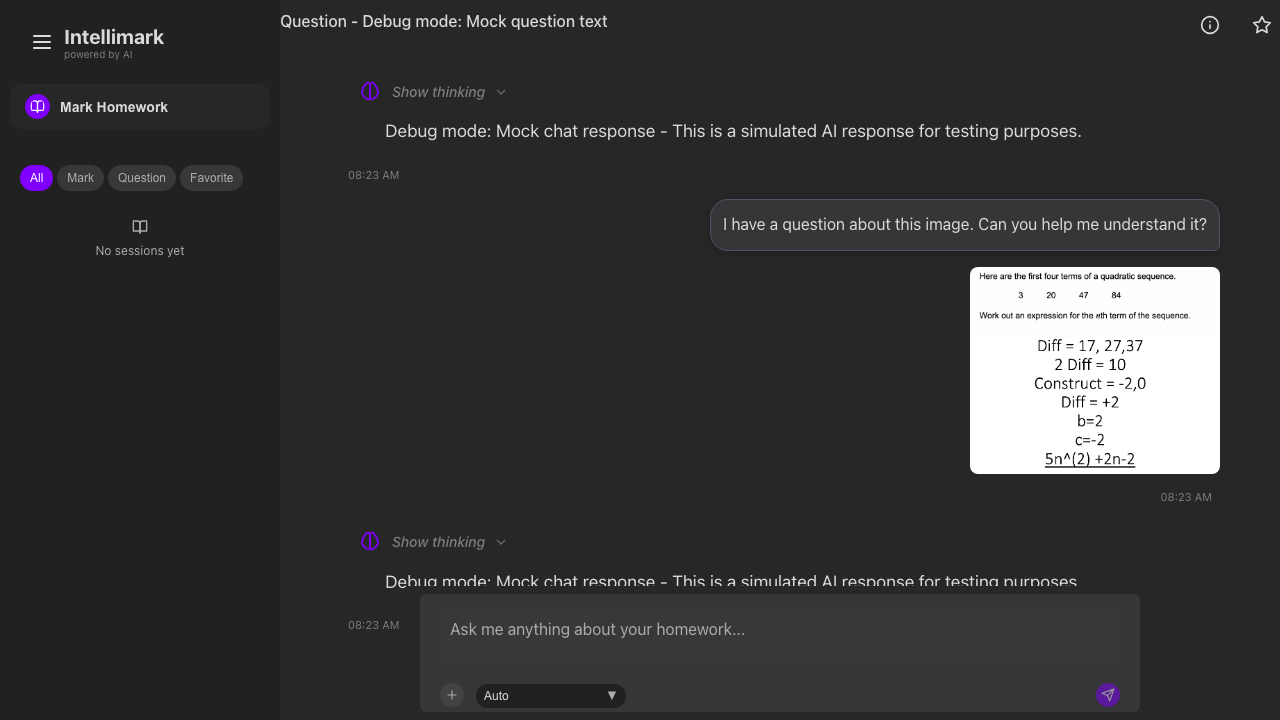 Intellimark
powered by AI
Mark Homework
All Mark Question Favorite
No sessions yet
Question - Debug mode: Mock question text
Show thinking
Debug mode: Mock chat response - This is a simulated AI response for testing purposes.
08:23 AM
I have a question about this image. Can you help me understand it?
Here are the first four terms of a quadratic sequence.
3 20 47 84
Work out an expression for the nth term of the sequence.
Diff = 17, 27,37
2 Diff = 10
Construct = -2,0
Diff = +2
b=2
c=-2
5n^(2) +2n-2
08:23 AM
Show thinking
Debug mode: Mock chat response - This is a simulated AI response for testing purposes
08:23 AM
Ask me anything about your homework...
Auto